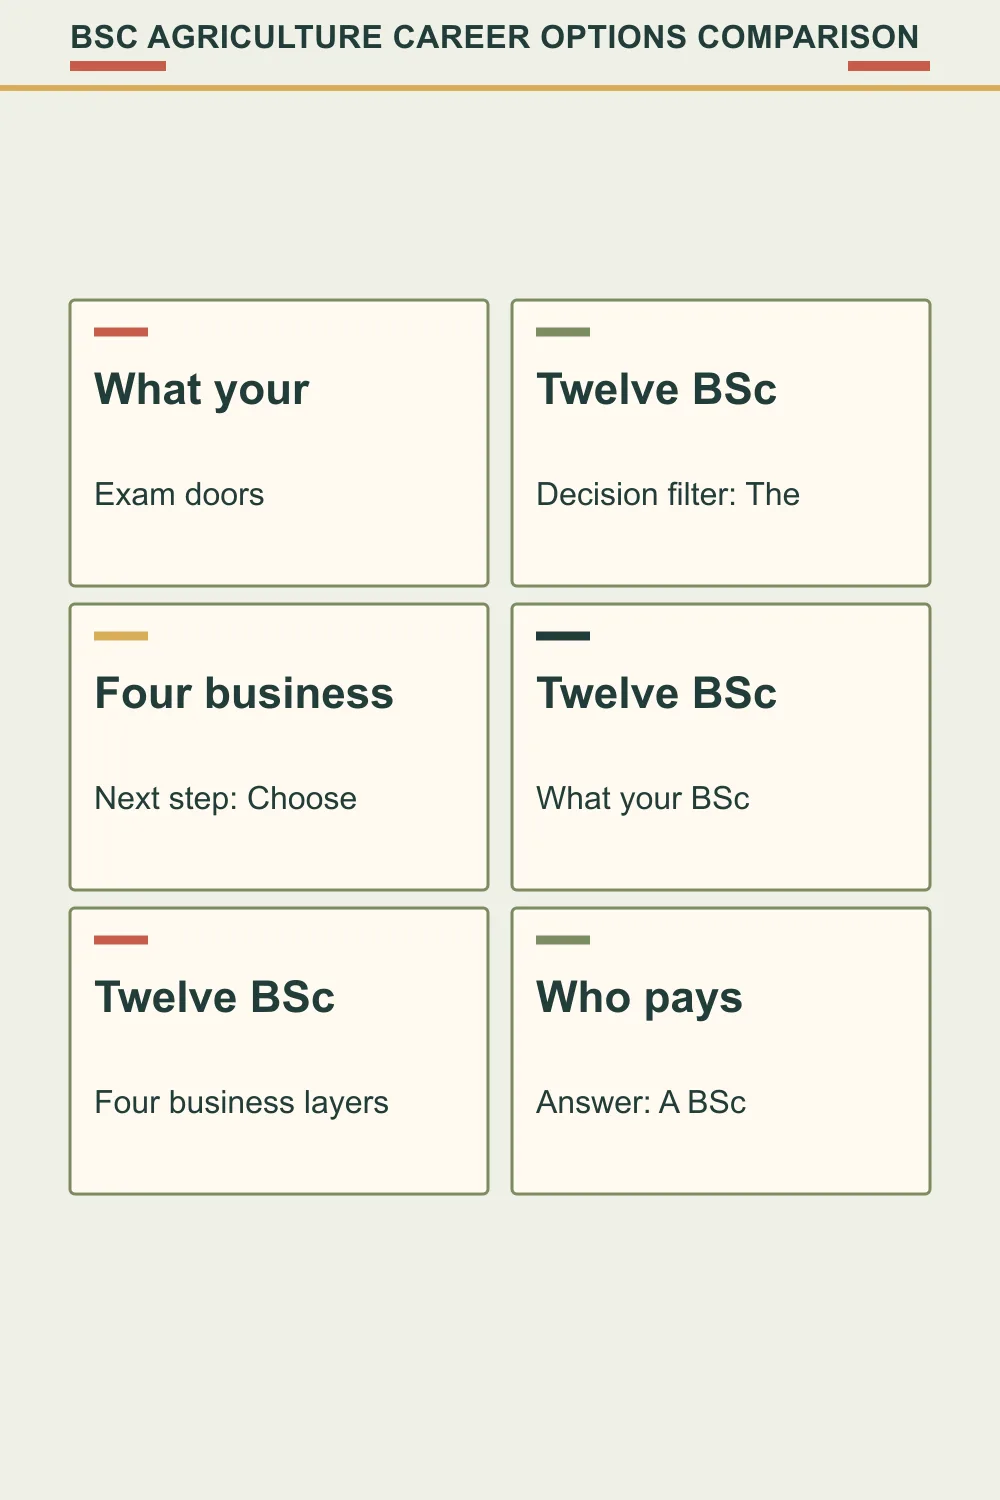 BSC AGRICULTURE CAREER OPTIONS COMPARISON
What your
Exam doors
Twelve BSc
Decision filter: The
Four business
Next step: Choose
Twelve BSc
What your BSc
Twelve BSc
Four business layers
Who pays
Answer: A BSc